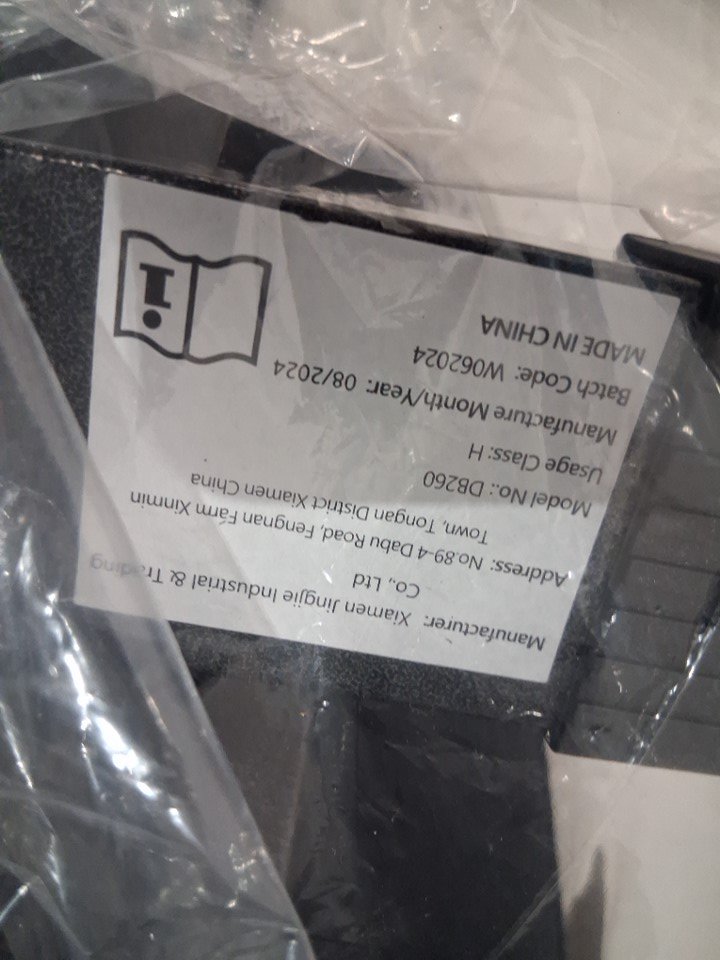 Manufacturer: Xiamen Jingjie Industrial & Trading
Co., Ltd
Address: No.89-4 Dabu Road, Fengnan Farm Xinmin
Town, Tongan District Xiamen China
Model No.: DB260
Usage Class: H
Manufacture Month/Year: 08/2024
Batch Code: W062024
MADE IN CHINA